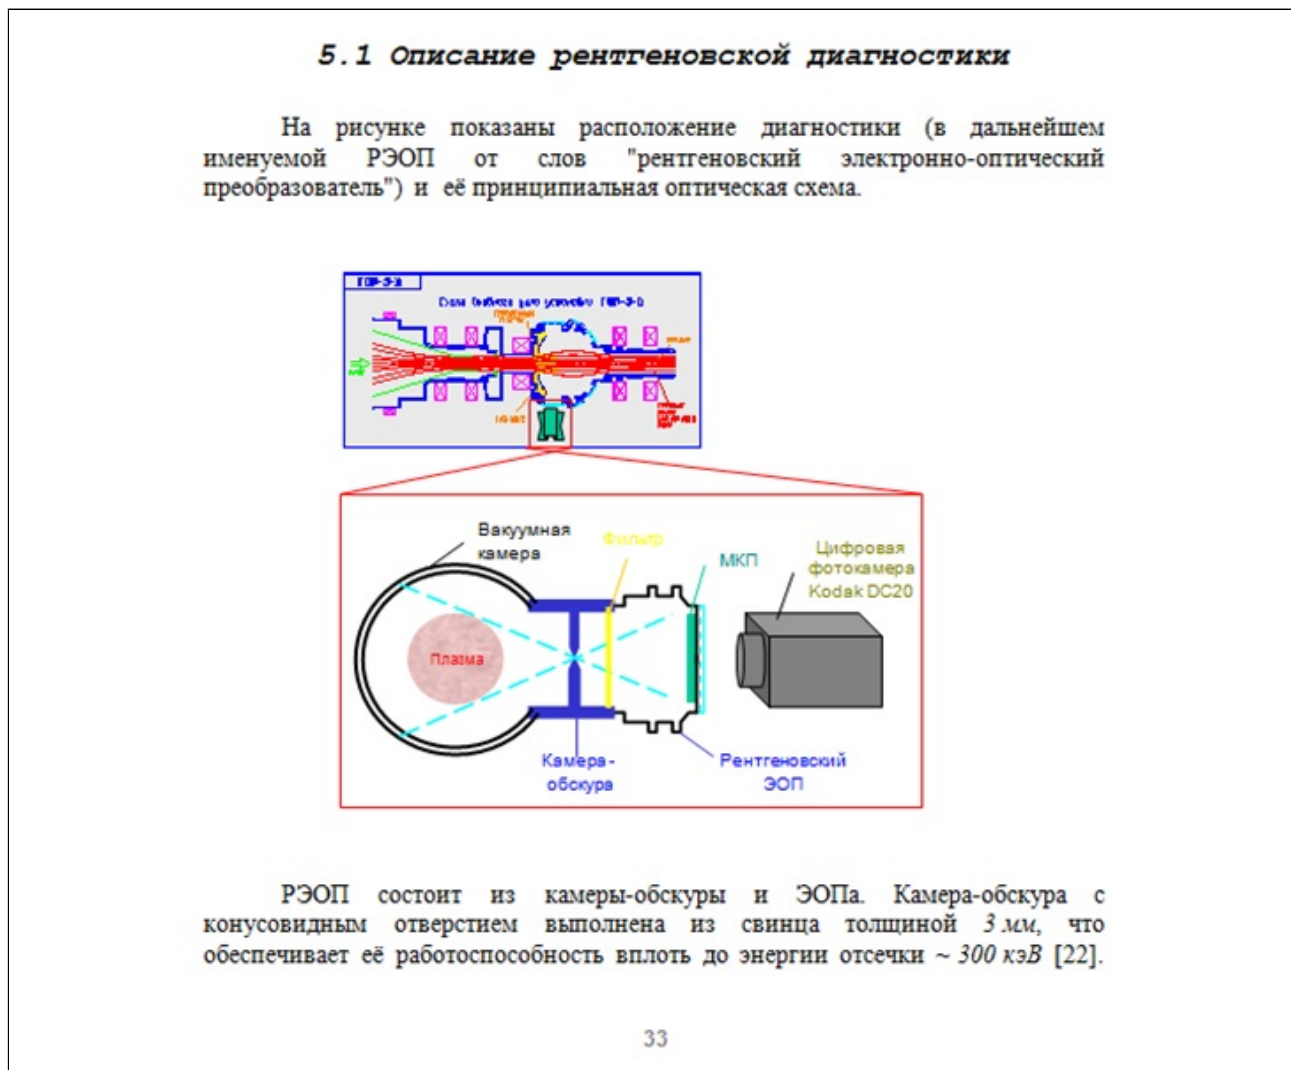 5.1 Описание рентгеновской диагностики
На рисунке показаны расположение диагностики (в дальнейшем
именуемой РЭОП от слов "рентгеновский электронно-оптический
преобразователь") и её принципиальная оптическая схема.
Вакуумная
камера
Фильтр
МКП
Цифровая
фотокамера
Kodak DC20
Плазма
Камера-
обскура
Рентгеновский
ЭОП
РЭОП состоит из камеры-обскуры и ЭОПа. Камера-обскура с
конусовидным отверстием выполнена из свинца толщиной 3 мм, что
обеспечивает её работоспособность вплоть до энергии отсечки ~ 300 кэВ [22].
33